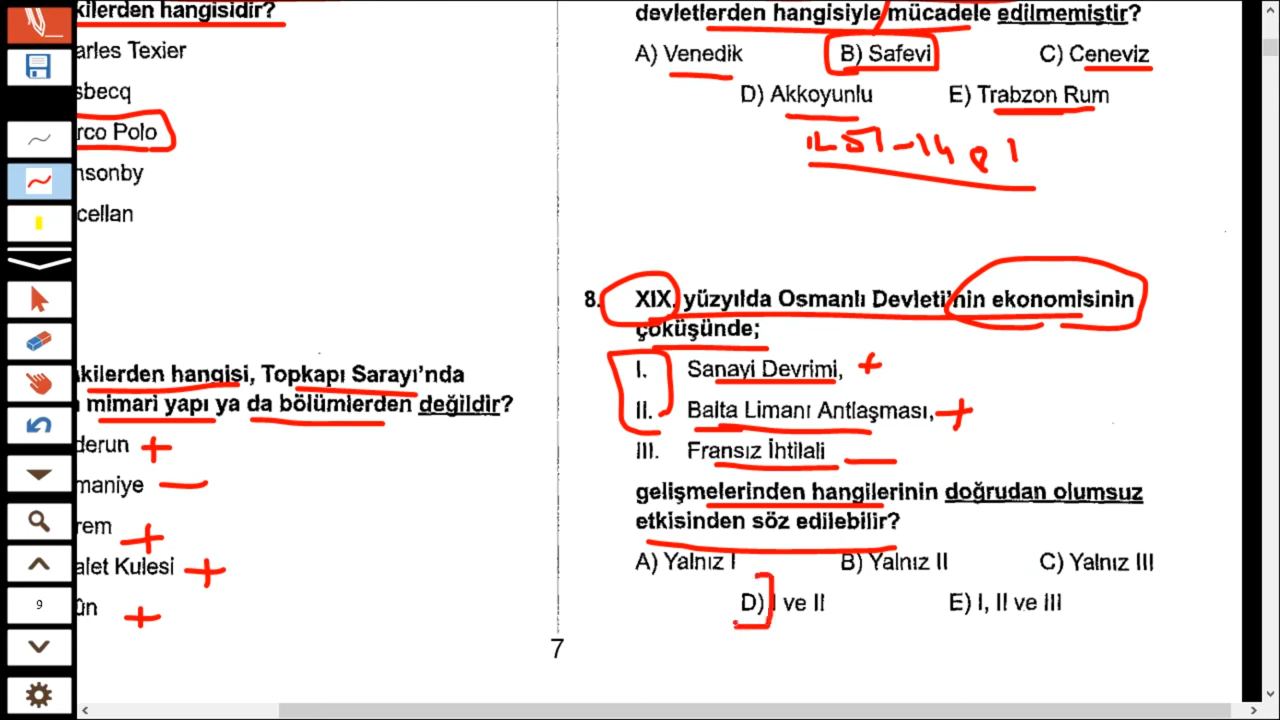 kilerden hangisidir?
arles Texier
sbecq
rco Polo
nsonby
cellan
kilerden hangisi, Topkapı Sarayı'nda
mimari yapı ya da bölümlerden değildir?
derun
maniye
rem
alet Kulesi
ûn
9
devletlerden hangisiyle mücadele edilmemiştir?
A) Venedik B) Safevi C) Ceneviz
D) Akkoyunlu E) Trabzon Rum
8. XIX. yüzyılda Osmanlı Devleti'nin ekonomisinin
çöküşünde;
I. Sanayi Devrimi,
II. Balta Limanı Antlaşması,
III. Fransız İhtilali
gelişmelerinden hangilerinin doğrudan olumsuz
etkisinden söz edilebilir?
A) Yalnız I B) Yalnız II C) Yalnız III
D) I ve II E) I, II ve III
7